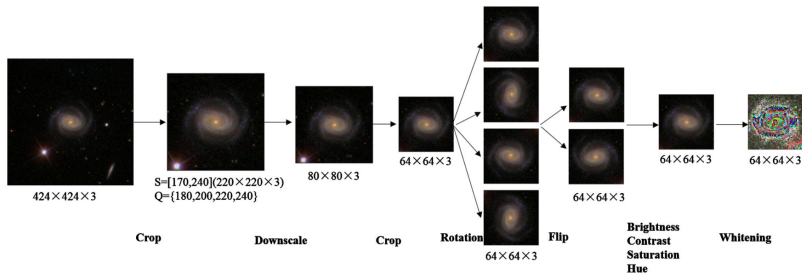 424×424×3
S=[170,240](220×220×3)
Q={180,200,220,240}
80×80×3
64×64×3
64×64×3
64×64×3
64×64×3
64×64×3
Crop
Downscale
Crop
Rotation
Flip
Brightness
Contrast
Saturation
Hue
Whitening